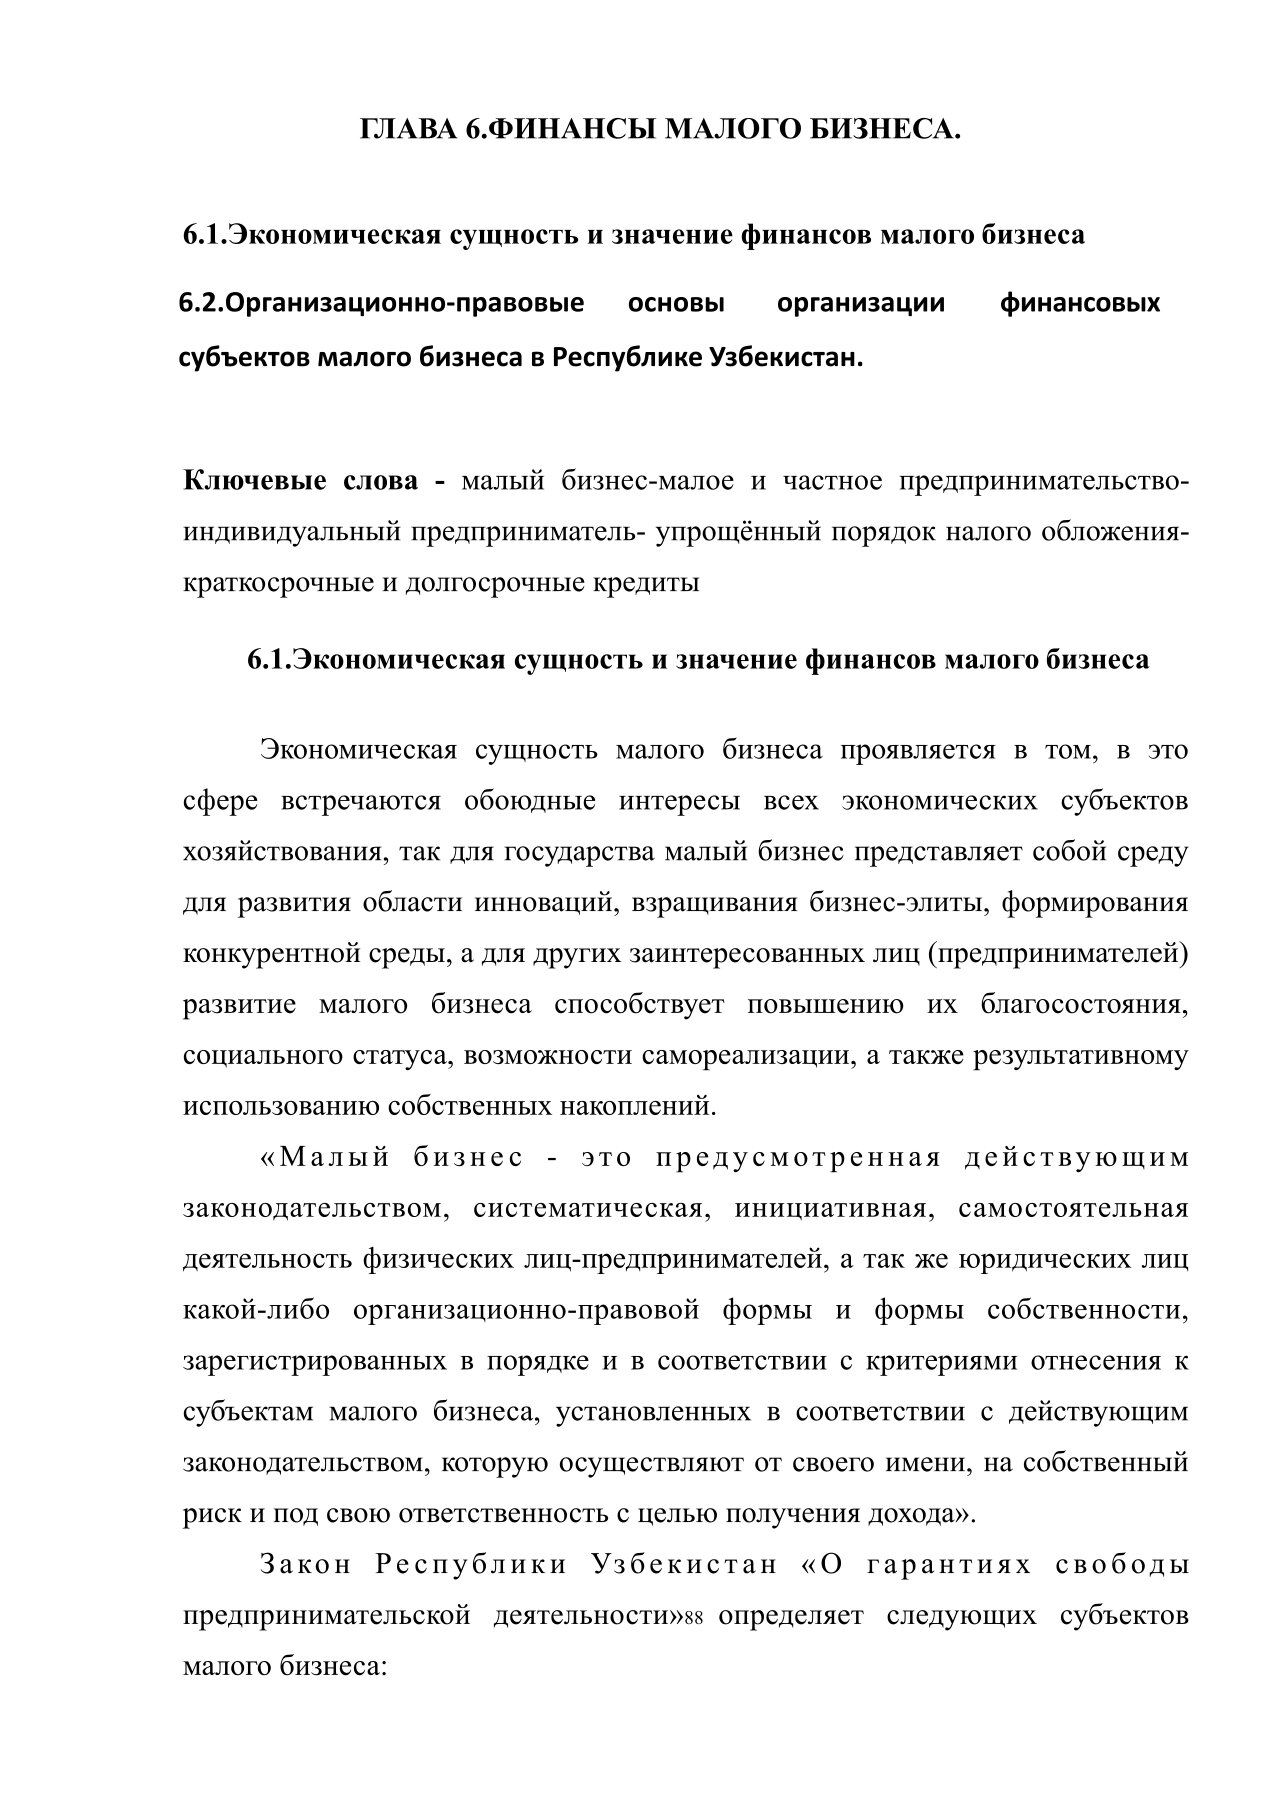 ГЛАВА 6.ФИНАНСЫ МАЛОГО БИЗНЕСА.
6.1.Экономическая сущность и значение финансов малого бизнеса
6.2.Организационно-правовые основы организации финансовых
субъектов малого бизнеса в Республике Узбекистан.
Ключевые слова - малый бизнес-малое и частное предпринимательство-
индивидуальный предприниматель- упрощённый порядок налого обложения-
краткосрочные и долгосрочные кредиты
6.1.Экономическая сущность и значение финансов малого бизнеса
Экономическая сущность малого бизнеса проявляется в том, в это
сфере встречаются обоюдные интересы всех экономических субъектов
хозяйствования, так для государства малый бизнес представляет собой среду
для развития области инноваций, взращивания бизнес-элиты, формирования
конкурентной среды, а для других заинтересованных лиц (предпринимателей)
развитие малого бизнеса способствует повышению их благосостояния,
социального статуса, возможности самореализации, а также результативному
использованию собственных накоплений.
«Малый бизнес - это предусмотренная действующим
законодательством, систематическая, инициативная, самостоятельная
деятельность физических лиц-предпринимателей, а так же юридических лиц
какой-либо организационно-правовой формы и формы собственности,
зарегистрированных в порядке и в соответствии с критериями отнесения к
субъектам малого бизнеса, установленных в соответствии с действующим
законодательством, которую осуществляют от своего имени, на собственный
риск и под свою ответственность с целью получения дохода».
Закон Республики Узбекистан «О гарантиях свободы
предпринимательской деятельности»88 определяет следующих субъектов
малого бизнеса: